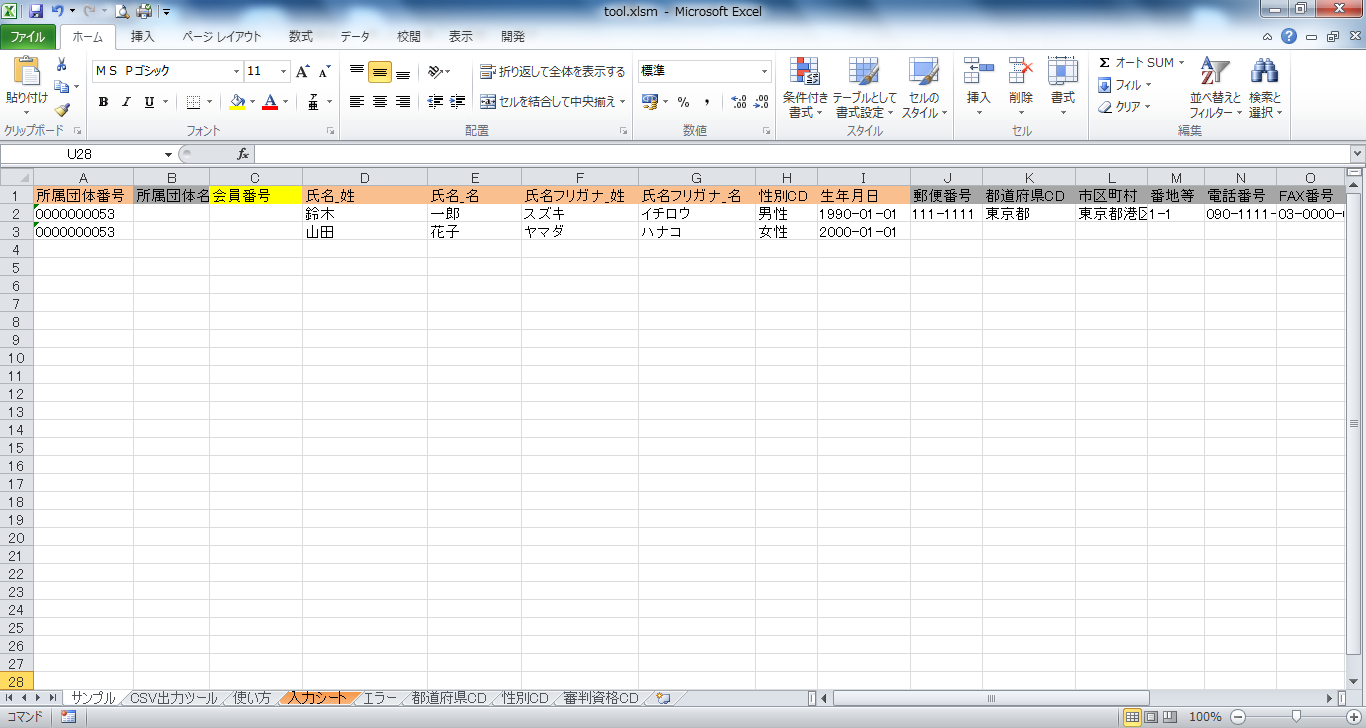 tool.xlsm - Microsoft Excel
ファイル ホーム 挿入 ページ レイアウト 数式 データ 校閲 表示 開発
貼り付け
クリップボード
ＭＳ Ｐゴシック 11
B I U A A A 亜
フォント
折り返して全体を表示する
セルを結合して中央揃え
配置
標準
% , .00 .0
数値
条件付き書式 テーブルとして書式設定 セルのスタイル
スタイル
挿入 削除 書式
セル
Σ オート SUM
フィル
クリア
並べ替えとフィルター 検索と選択
編集
U28 fx
A B C D E F G H I J K L M N O
1 所属団体番号 所属団体名 会員番号 氏名_姓 氏名_名 氏名フリガナ_姓 氏名フリガナ_名 性別CD 生年月日 郵便番号 都道府県CD 市区町村 番地等 電話番号 FAX番号
2 0000000053 鈴木 一郎 スズキ イチロウ 男性 1990-01-01 111-1111 東京都 東京都港区 1-1 090-1111- 03-0000-
3 0000000053 山田 花子 ヤマダ ハナコ 女性 2000-01-01
4
5
6
7
8
9
10
11
12
13
14
15
16
17
18
19
20
21
22
23
24
25
26
27
28
サンプル CSV出力ツール 使い方 入力シート エラー 都道府県CD 性別CD 審判資格CD
コマンド 100%